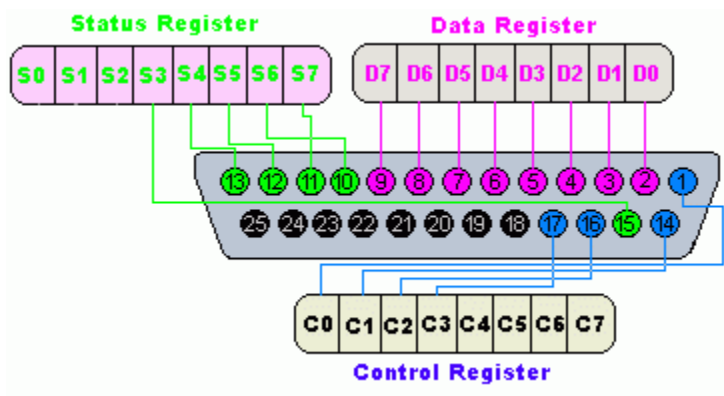 Status Register Data Register
S0 S1 S2 S3 S4 S5 S6 S7 D7 D6 D5 D4 D3 D2 D1 D0
13 12 11 10 9 8 7 6 5 4 3 2 1
25 24 23 22 21 20 19 18 17 16 15 14
C0 C1 C2 C3 C4 C5 C6 C7
Control Register